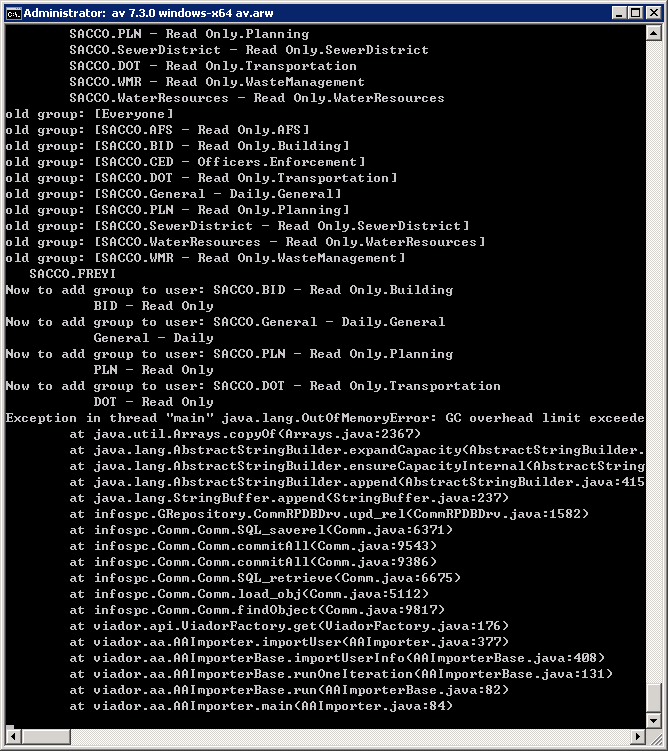 Administrator: av 7.3.0 windows-x64 av.arw
SACCO.PLN - Read Only.Planning
SACCO.SewerDistrict - Read Only.SewerDistrict
SACCO.DOT - Read Only.Transportation
SACCO.WMR - Read Only.WasteManagement
SACCO.WaterResources - Read Only.WaterResources
old group: [Everyone]
old group: [SACCO.AFS - Read Only.AFS]
old group: [SACCO.BID - Read Only.Building]
old group: [SACCO.CED - Officers.Enforcement]
old group: [SACCO.DOT - Read Only.Transportation]
old group: [SACCO.General - Daily.General]
old group: [SACCO.PLN - Read Only.Planning]
old group: [SACCO.SewerDistrict - Read Only.SewerDistrict]
old group: [SACCO.WaterResources - Read Only.WaterResources]
old group: [SACCO.WMR - Read Only.WasteManagement]
SACCO.FREYI
Now to add group to user: SACCO.BID - Read Only.Building
BID - Read Only
Now to add group to user: SACCO.General - Daily.General
General - Daily
Now to add group to user: SACCO.PLN - Read Only.Planning
PLN - Read Only
Now to add group to user: SACCO.DOT - Read Only.Transportation
DOT - Read Only
Exception in thread "main" java.lang.OutOfMemoryError: GC overhead limit exceede
at java.util.Arrays.copyOf(Arrays.java:2367)
at java.lang.AbstractStringBuilder.expandCapacity(AbstractStringBuilder.
at java.lang.AbstractStringBuilder.ensureCapacityInternal(AbstractString
at java.lang.AbstractStringBuilder.append(AbstractStringBuilder.java:415
at java.lang.StringBuffer.append(StringBuffer.java:237)
at infospc.GRepository.CommRPDBDrv.upd_rel(CommRPDBDrv.java:1582)
at infospc.Comm.Comm.SQL_saverel(Comm.java:6371)
at infospc.Comm.Comm.commitAll(Comm.java:9543)
at infospc.Comm.Comm.commitAll(Comm.java:9386)
at infospc.Comm.Comm.SQL_retrieve(Comm.java:6675)
at infospc.Comm.Comm.load_obj(Comm.java:5112)
at infospc.Comm.Comm.findObject(Comm.java:9817)
at viador.api.ViadorFactory.get(ViadorFactory.java:176)
at viador.aa.AAImporter.importUser(AAImporter.java:377)
at viador.aa.AAImporterBase.importUserInfo(AAImporterBase.java:408)
at viador.aa.AAImporterBase.runOneIteration(AAImporterBase.java:131)
at viador.aa.AAImporterBase.run(AAImporterBase.java:82)
at viador.aa.AAImporter.main(AAImporter.java:84)